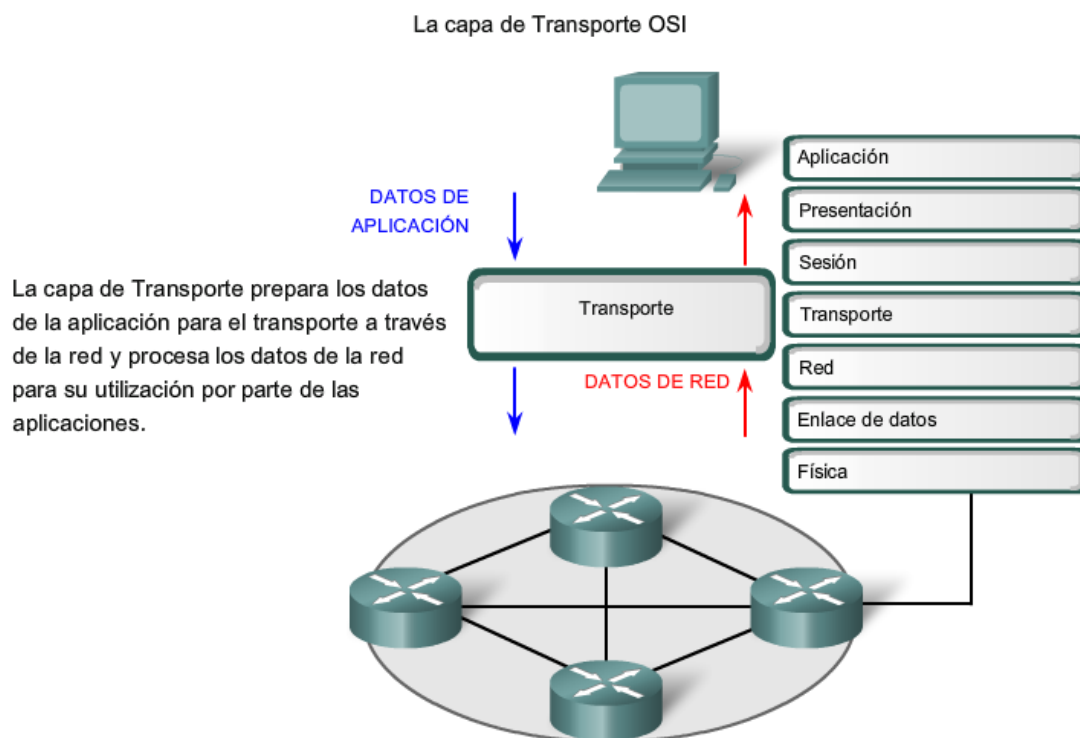 La capa de Transporte OSI
DATOS DE
APLICACIÓN
La capa de Transporte prepara los datos
de la aplicación para el transporte a través
de la red y procesa los datos de la red
para su utilización por parte de las
aplicaciones.
Transporte
DATOS DE RED
Aplicación
Presentación
Sesión
Transporte
Red
Enlace de datos
Física